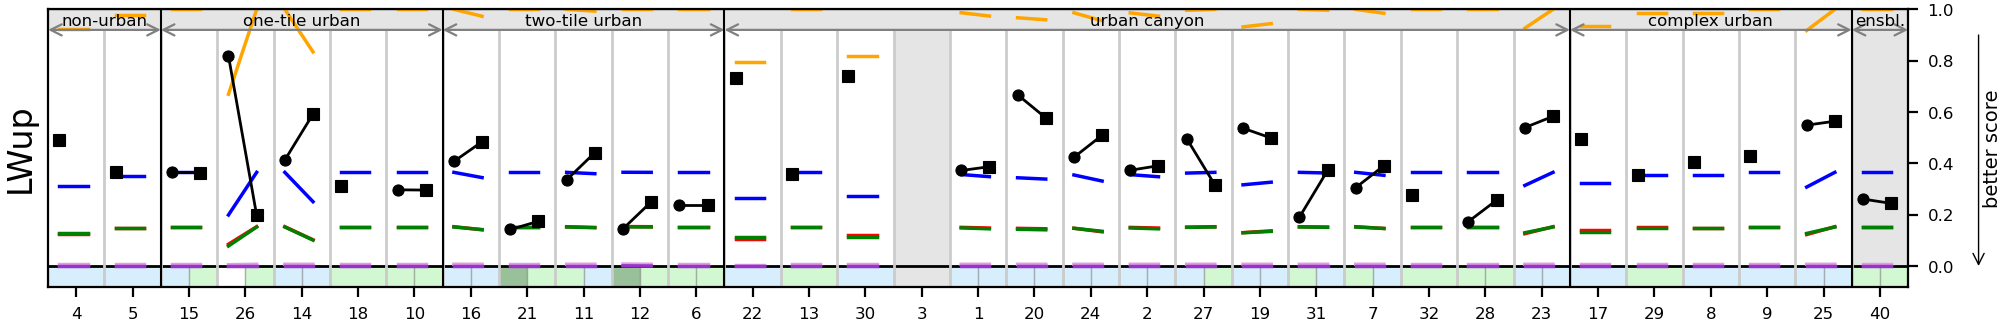 non-urban one-tile urban two-tile urban urban canyon complex urban ensbl.
LWup
1.0
0.8
0.6
0.4
0.2
0.0
better score
4 5 15 26 14 18 10 16 21 11 12 6 22 13 30 3 1 20 24 2 27 19 31 7 32 28 23 17 29 8 9 25 40